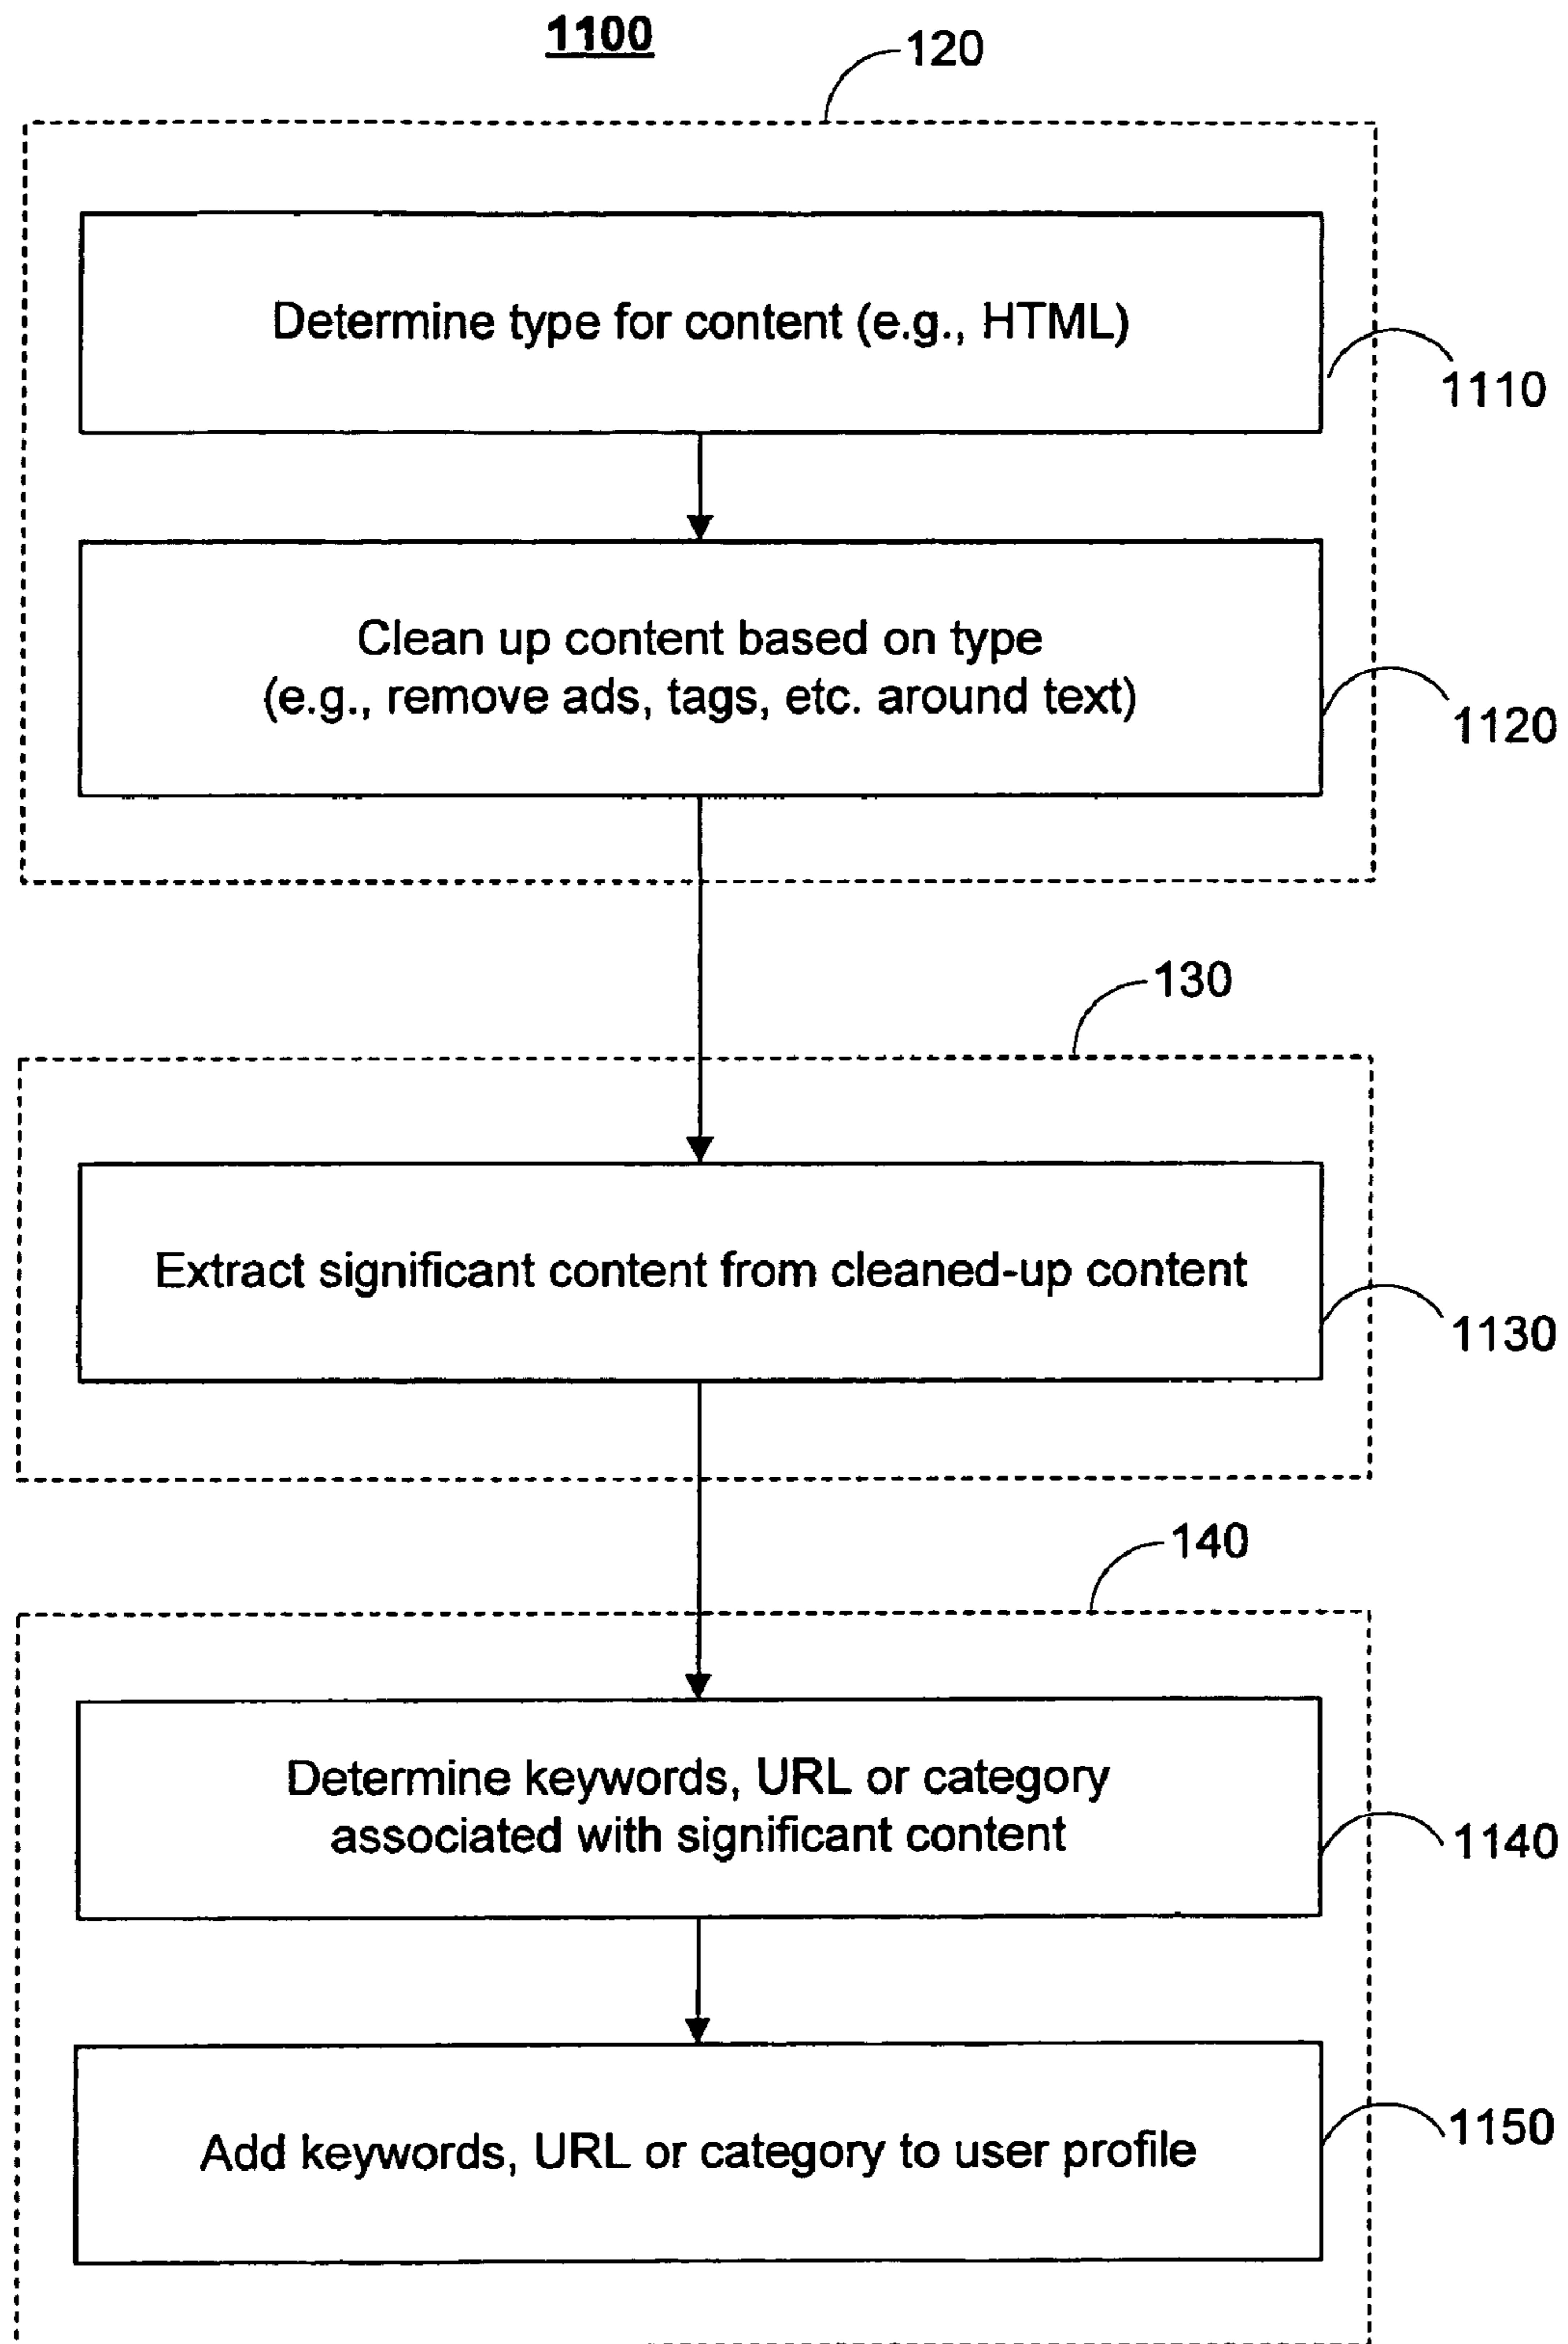 1100
120
Determine type for content (e.g., HTML)
1110
Clean up content based on type
(e.g., remove ads, tags, etc. around text)
1120
130
Extract significant content from cleaned-up content
1130
140
Determine keywords, URL or category
associated with significant content
1140
Add keywords, URL or category to user profile
1150